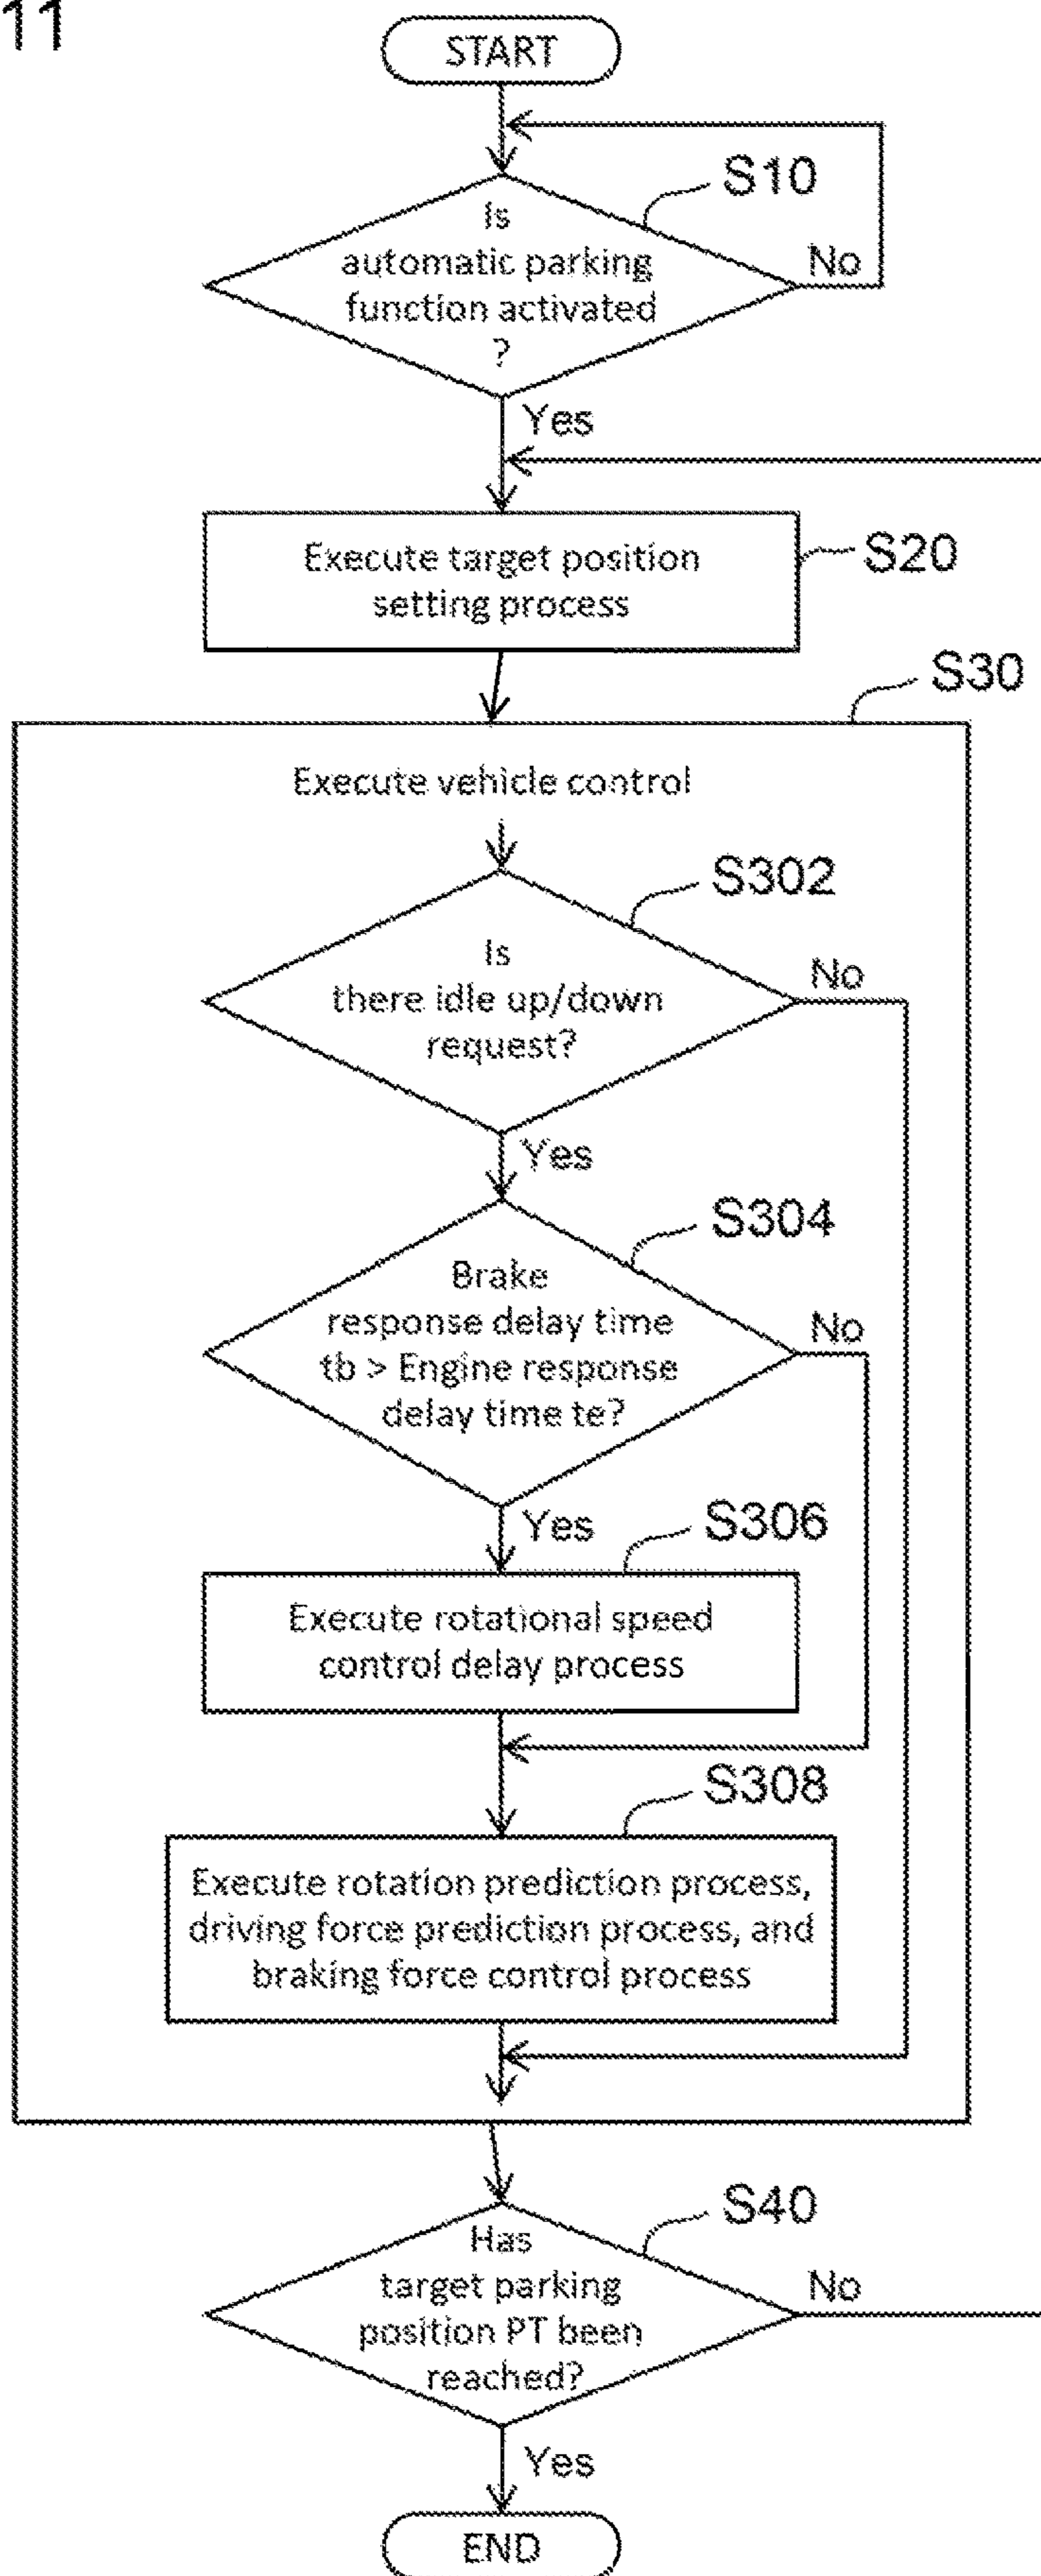 11
START
S10
Is
automatic parking
function activated
?
No
Yes
Execute target position
setting process
S20
S30
Execute vehicle control
S302
Is
there idle up/down
request?
No
Yes
S304
Brake
response delay time
tb > Engine response
delay time te?
No
Yes
S306
Execute rotational speed
control delay process
S308
Execute rotation prediction process,
driving force prediction process, and
braking force control process
S40
Has
target parking
position PT been
reached?
No
Yes
END